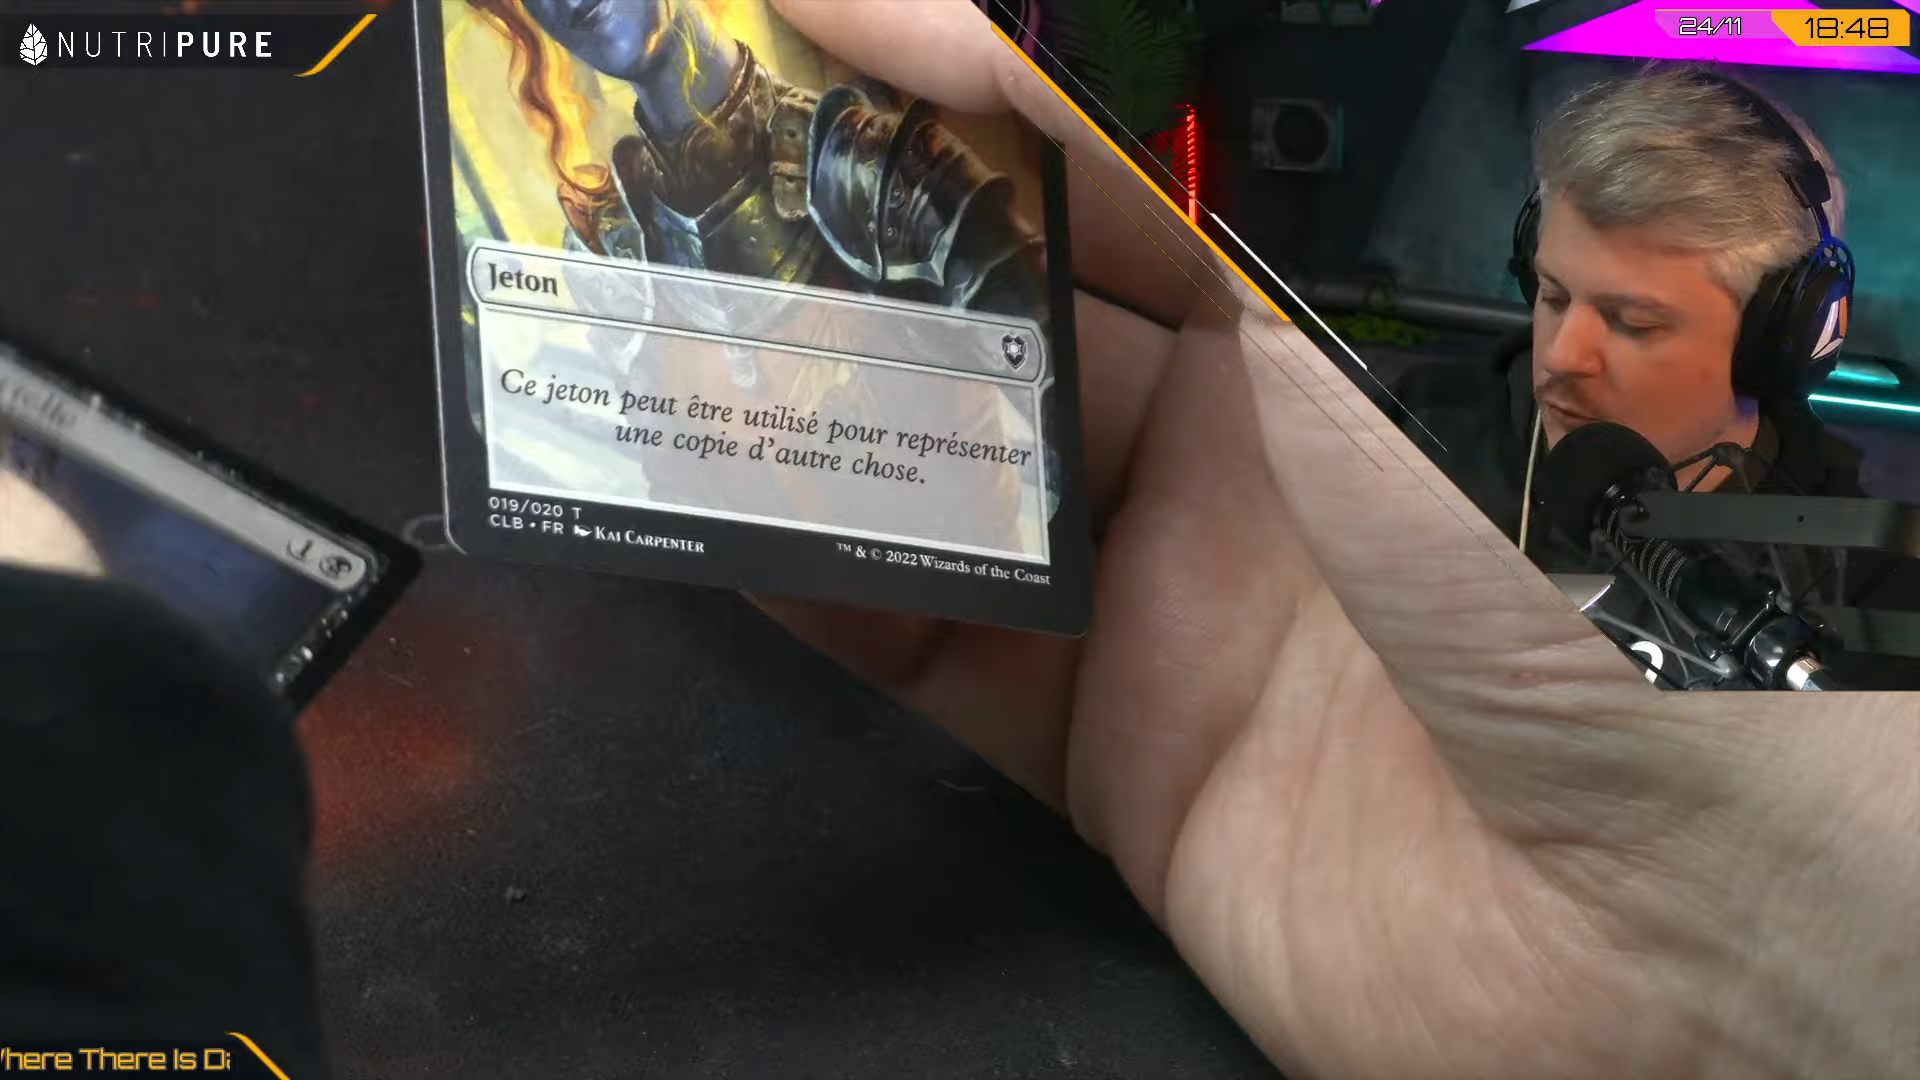 NUTRIPURE
24/11
18:48
Jeton
Ce jeton peut être utilisé pour représenter
une copie d'autre chose.
019/020 T
CLB • FR KAI CARPENTER
™ & © 2022 Wizards of the Coast
1
here There Is D